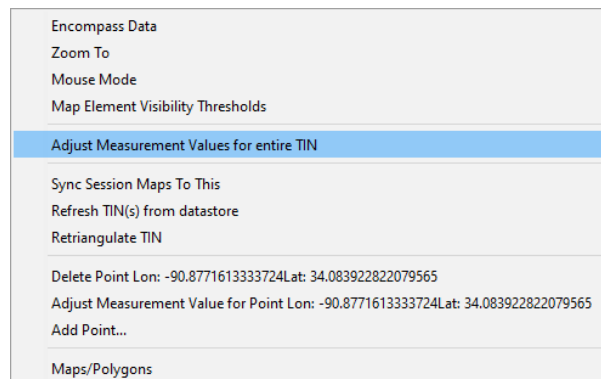 Encompass Data
Zoom To
Mouse Mode
Map Element Visibility Thresholds
Adjust Measurement Values for entire TIN
Sync Session Maps To This
Refresh TIN(s) from datastore
Retriangulate TIN
Delete Point Lon: -90.8771613333724Lat: 34.083922822079565
Adjust Measurement Value for Point Lon: -90.8771613333724Lat: 34.083922822079565
Add Point...
Maps/Polygons